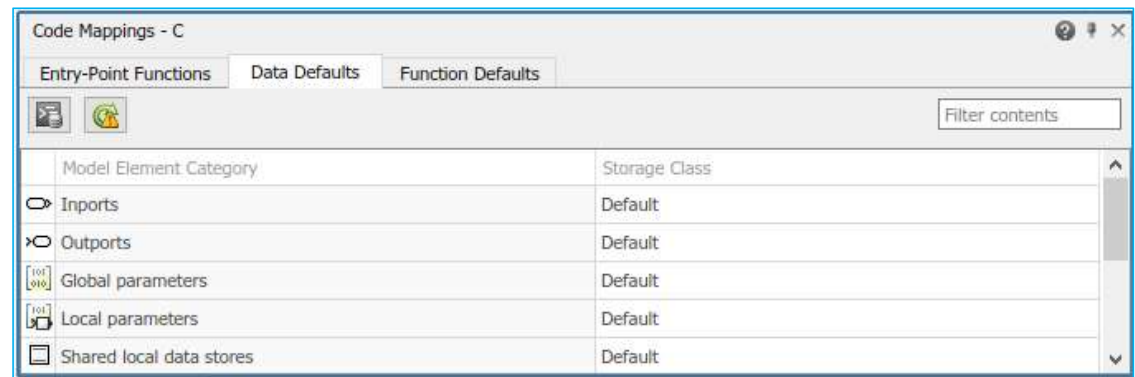 Code Mappings - C
Entry-Point Functions Data Defaults Function Defaults
Filter contents
Model Element Category Storage Class
Inports Default
Outports Default
Global parameters Default
Local parameters Default
Shared local data stores Default